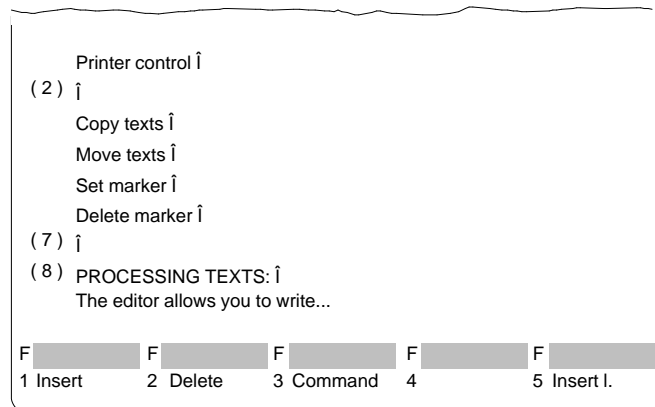 Printer control Î
( 2 ) Î
Copy texts Î
Move texts Î
Set marker Î
Delete marker Î
( 7 ) Î
( 8 ) PROCESSING TEXTS: Î
The editor allows you to write...
F F F F F
1 Insert 2 Delete 3 Command 4 5 Insert l.